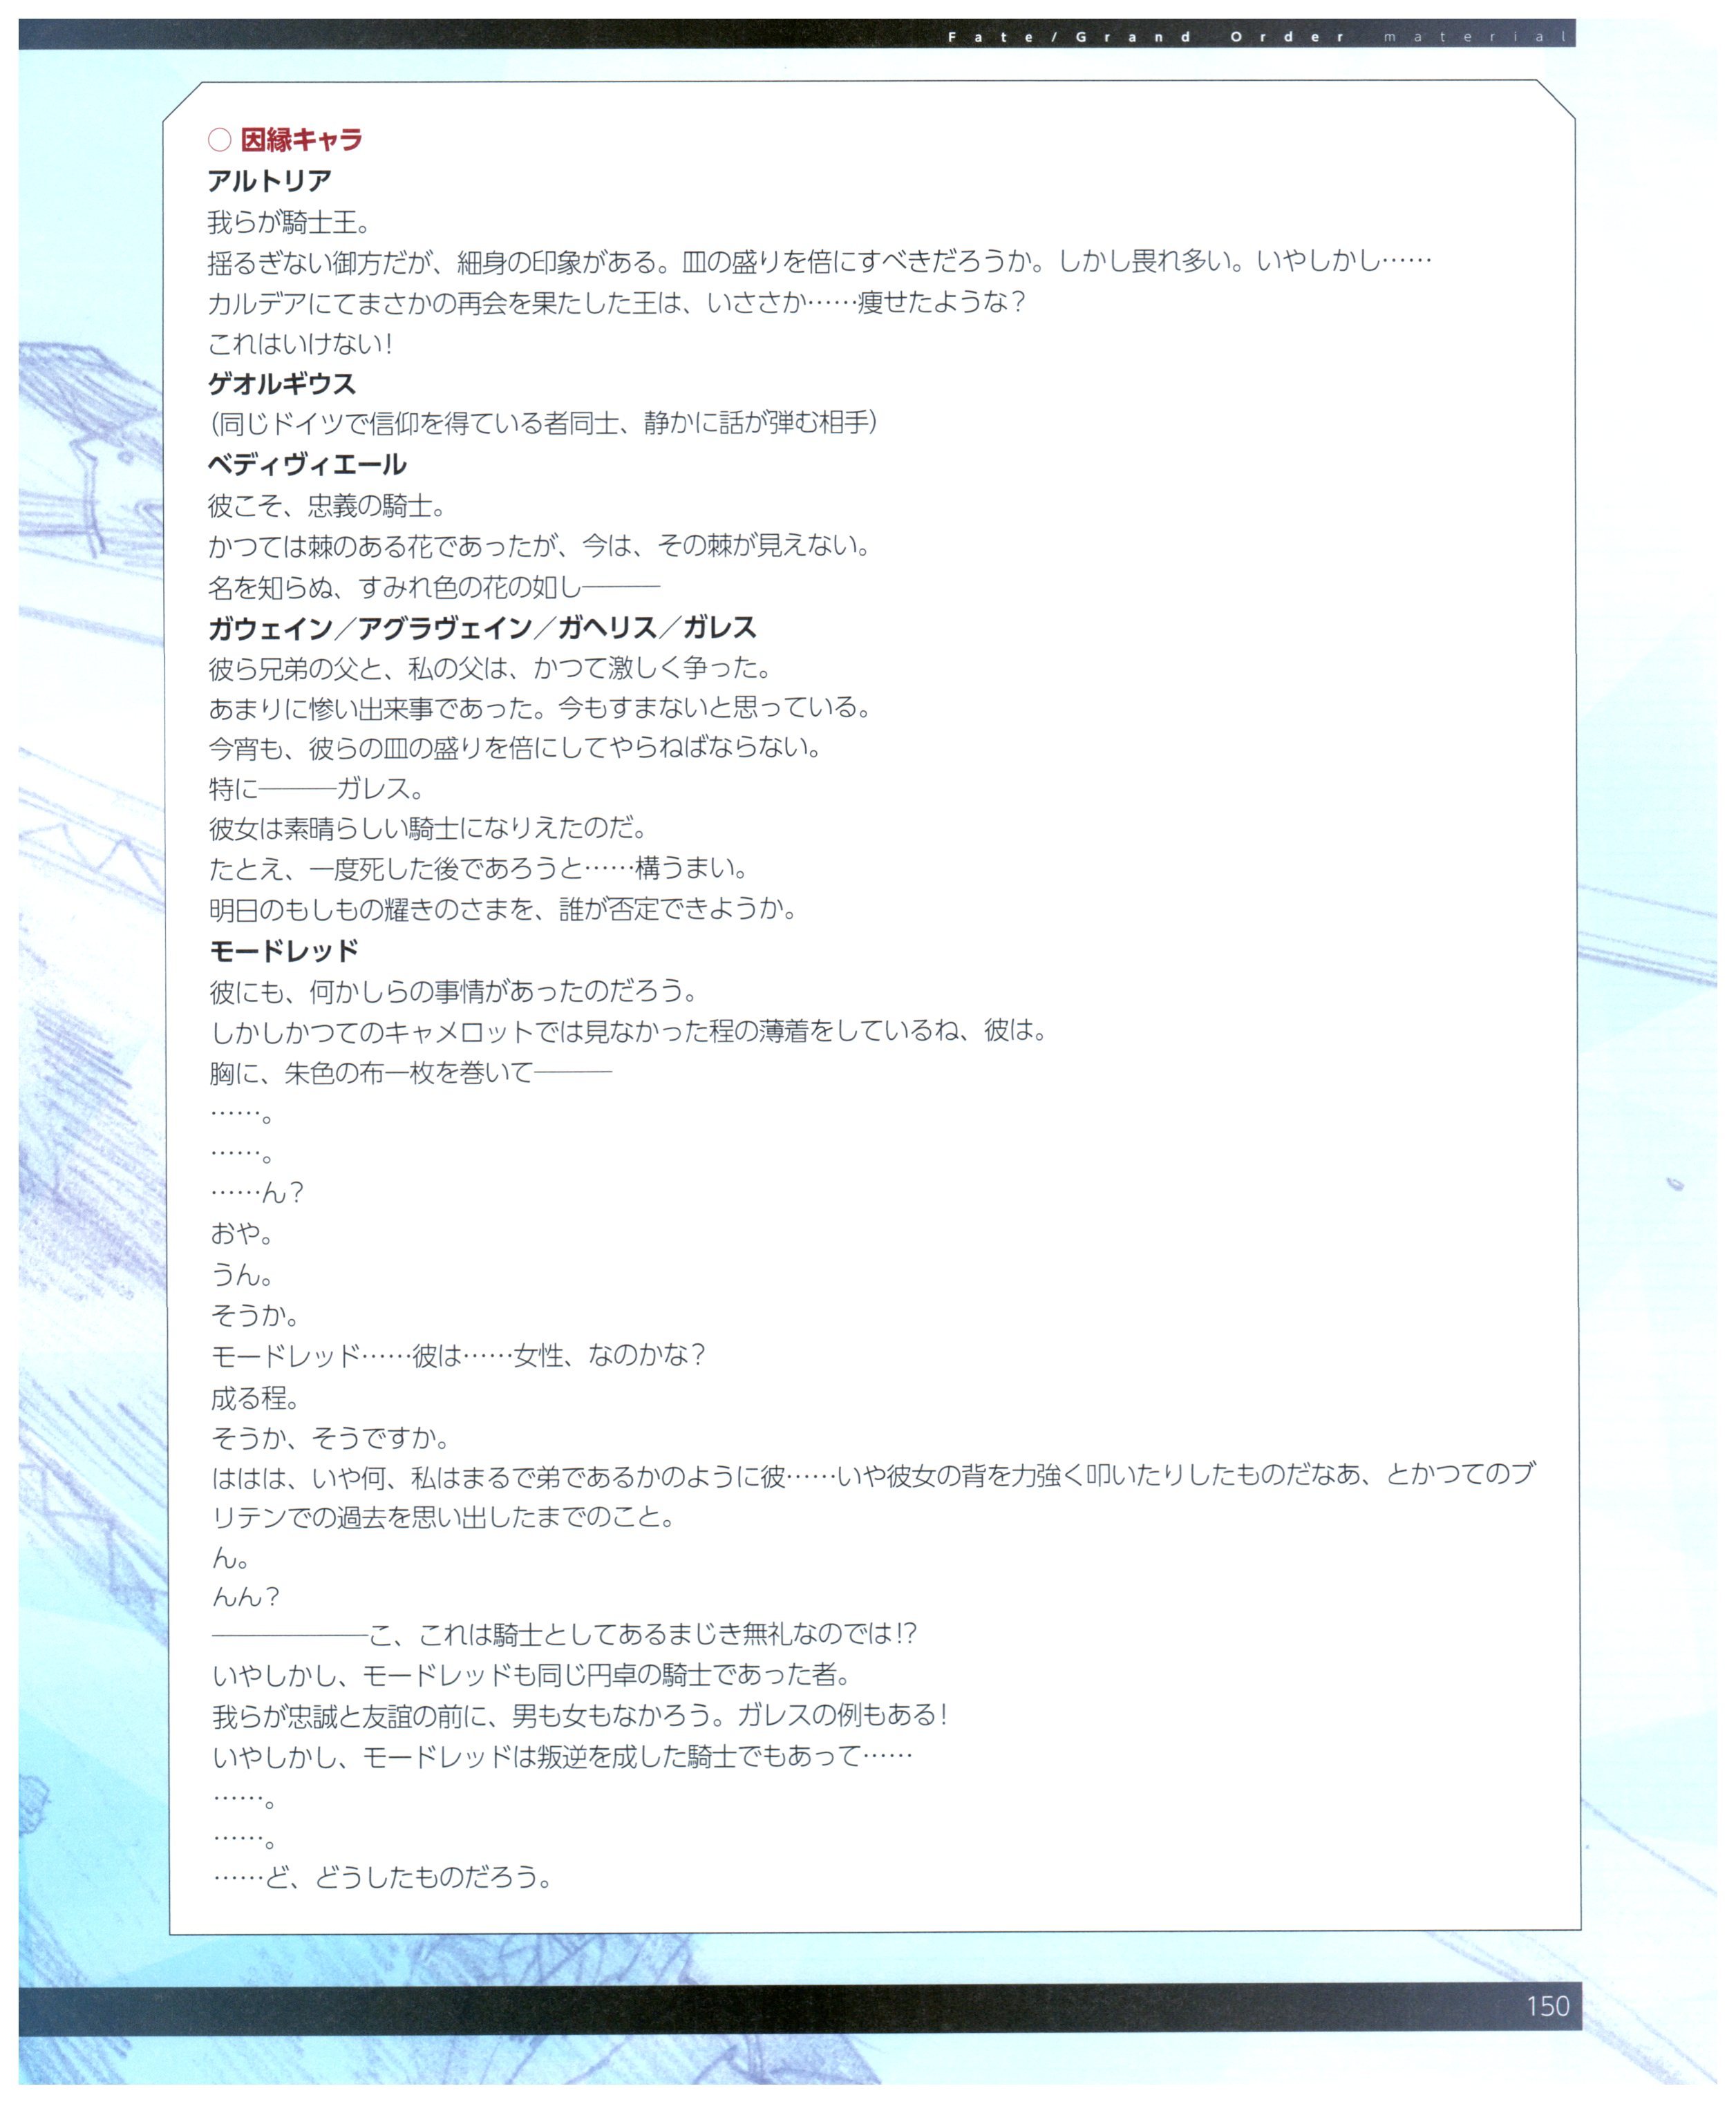 Fate/Grand Order material
○ 因縁キャラ
アルトリア
我らが騎士王。
揺るぎない御方だが、細身の印象がある。皿の盛りを倍にすべきだろうか。しかし畏れ多い。いやしかし……
カルデアにてまさかの再会を果たした王は、いささか……痩せたような？
これはいけない！
ゲオルギウス
（同じドイツで信仰を得ている者同士、静かに話が弾む相手）
ベディヴィエール
彼こそ、忠義の騎士。
かつては棘のある花であったが、今は、その棘が見えない。
名を知らぬ、すみれ色の花の如し―――
ガウェイン／アグラヴェイン／ガヘリス／ガレス
彼ら兄弟の父と、私の父は、かつて激しく争った。
あまりに惨い出来事であった。今もすまないと思っている。
今宵も、彼らの皿の盛りを倍にしてやらねばならない。
特に―――ガレス。
彼女は素晴らしい騎士になりえたのだ。
たとえ、一度死した後であろうと……構うまい。
明日のもしもの耀きのさまを、誰が否定できようか。
モードレッド
彼にも、何かしらの事情があったのだろう。
しかしかつてのキャメロットでは見なかった程の薄着をしているね、彼は。
胸に、朱色の布一枚を巻いて―――
……。
……。
……ん？
おや。
うん。
そうか。
モードレッド……彼は……女性、なのかな？
成る程。
そうか、そうですか。
ははは、いや何、私はまるで弟であるかのように彼……いや彼女の背を力強く叩いたりしたものだなあ、とかつてのブ
リテンでの過去を思い出したまでのこと。
ん。
んん？
――――――こ、これは騎士としてあるまじき無礼なのでは!?
いやしかし、モードレッドも同じ円卓の騎士であった者。
我らが忠誠と友誼の前に、男も女もなかろう。ガレスの例もある！
いやしかし、モードレッドは叛逆を成した騎士でもあって……
……。
……。
……ど、どうしたものだろう。
150